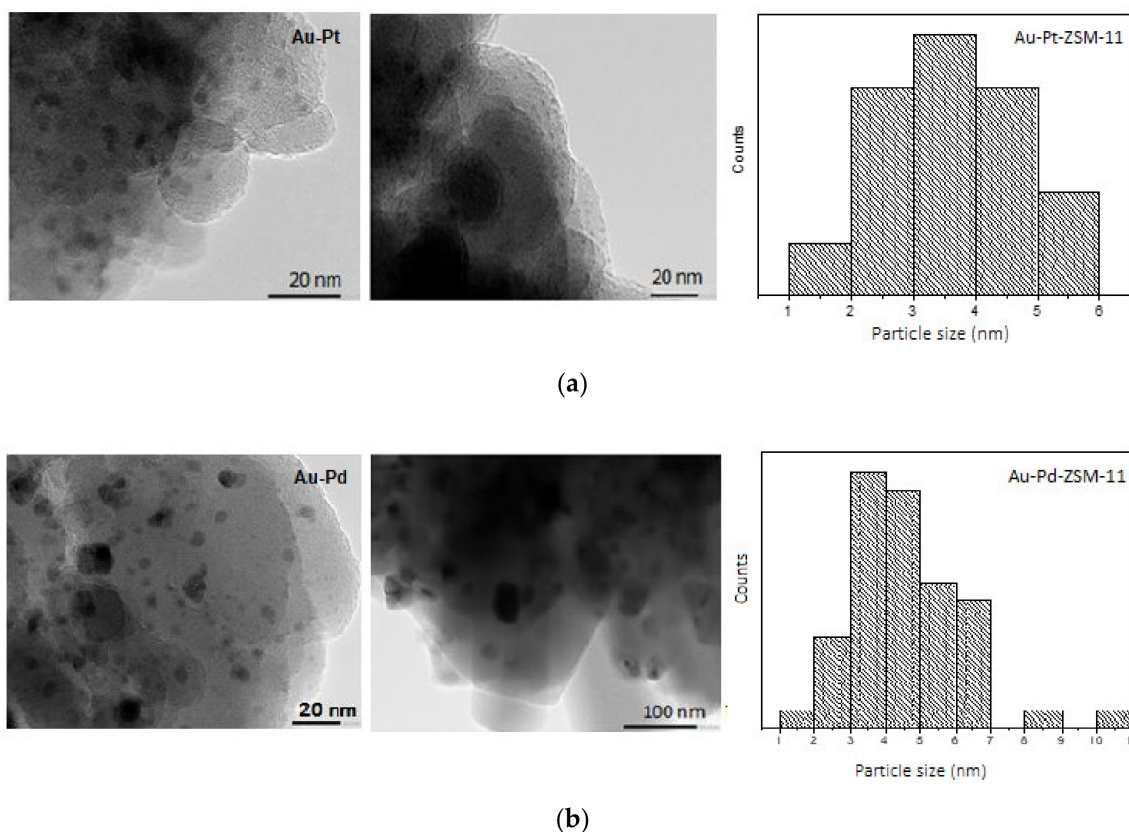 Au-Pt
20 nm
20 nm
Au-Pt-ZSM-11
Counts
1 2 3 4 5 6
Particle size (nm)
(a)
Au-Pd
20 nm
100 nm
Au-Pd-ZSM-11
Counts
1 2 3 4 5 6 7 8 9 10
Particle size (nm)
(b)